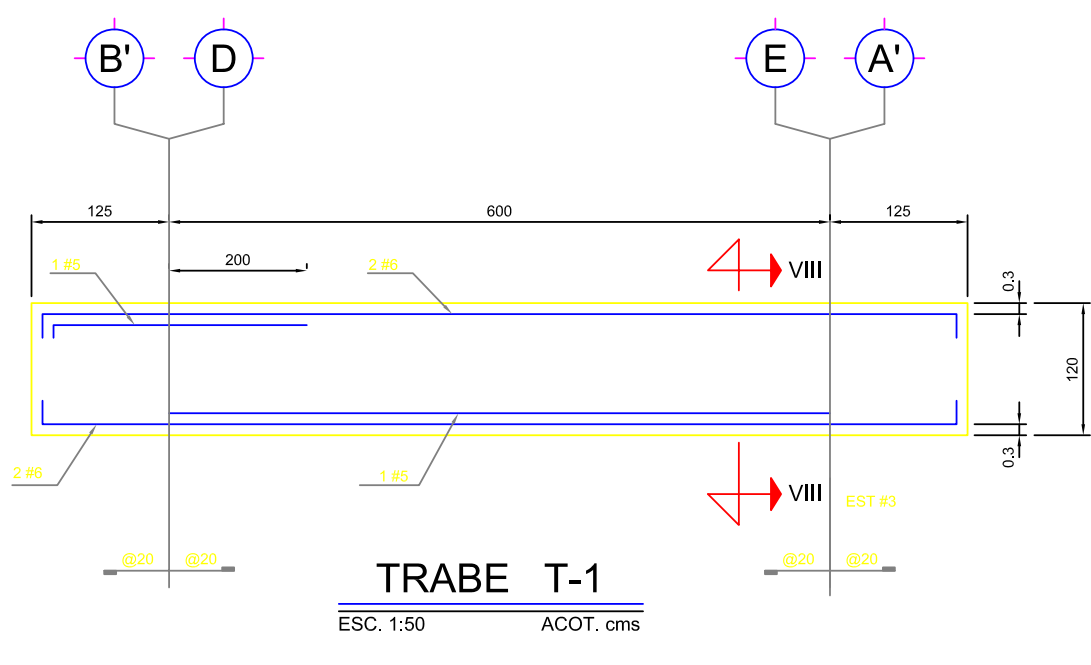 B' D E A'
125 600 125
1 #5 200 2 #6 VIII
0.3
120
0.3
2 #6 1 #5 VIII EST #3
@20 @20 @20 @20
TRABE T-1
ESC. 1:50 ACOT. cms